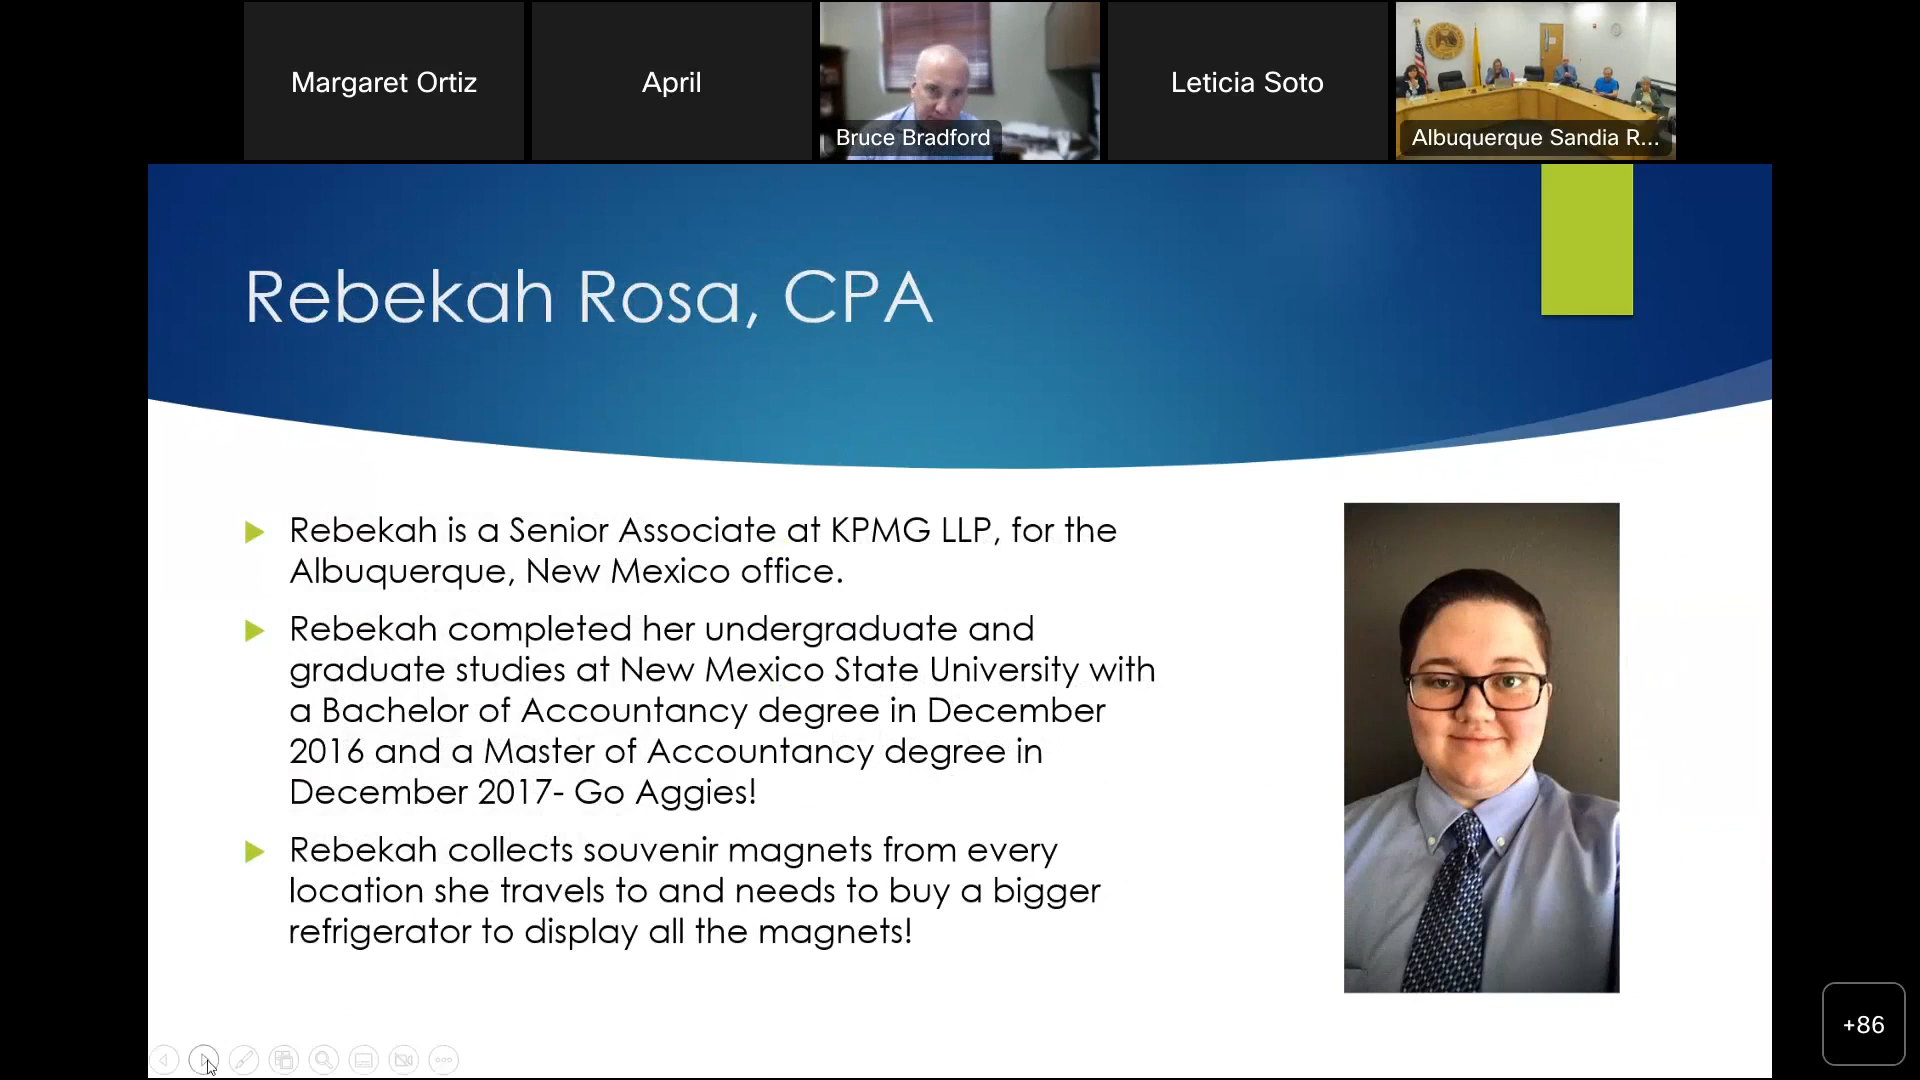 Margaret Ortiz
April
Bruce Bradford
Leticia Soto
Albuquerque Sandia R...
Rebekah Rosa, CPA
Rebekah is a Senior Associate at KPMG LLP, for the
Albuquerque, New Mexico office.
Rebekah completed her undergraduate and
graduate studies at New Mexico State University with
a Bachelor of Accountancy degree in December
2016 and a Master of Accountancy degree in
December 2017- Go Aggies!
Rebekah collects souvenir magnets from every
location she travels to and needs to buy a bigger
refrigerator to display all the magnets!
+86